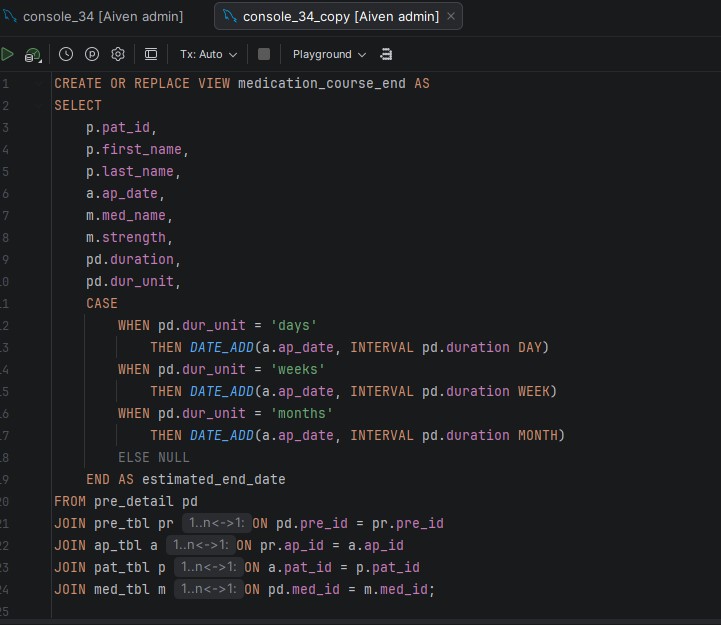 console_34 [Aiven admin] console_34_copy [Aiven admin]
Tx: Auto Playground
1 CREATE OR REPLACE VIEW medication_course_end AS
2 SELECT
3 p.pat_id,
4 p.first_name,
5 p.last_name,
6 a.ap_date,
7 m.med_name,
8 m.strength,
9 pd.duration,
10 pd.dur_unit,
11 CASE
12 WHEN pd.dur_unit = 'days'
13 THEN DATE_ADD(a.ap_date, INTERVAL pd.duration DAY)
14 WHEN pd.dur_unit = 'weeks'
15 THEN DATE_ADD(a.ap_date, INTERVAL pd.duration WEEK)
16 WHEN pd.dur_unit = 'months'
17 THEN DATE_ADD(a.ap_date, INTERVAL pd.duration MONTH)
18 ELSE NULL
19 END AS estimated_end_date
20 FROM pre_detail pd
21 JOIN pre_tbl pr 1..n<->1: ON pd.pre_id = pr.pre_id
22 JOIN ap_tbl a 1..n<->1: ON pr.ap_id = a.ap_id
23 JOIN pat_tbl p 1..n<->1: ON a.pat_id = p.pat_id
24 JOIN med_tbl m 1..n<->1: ON pd.med_id = m.med_id;
25